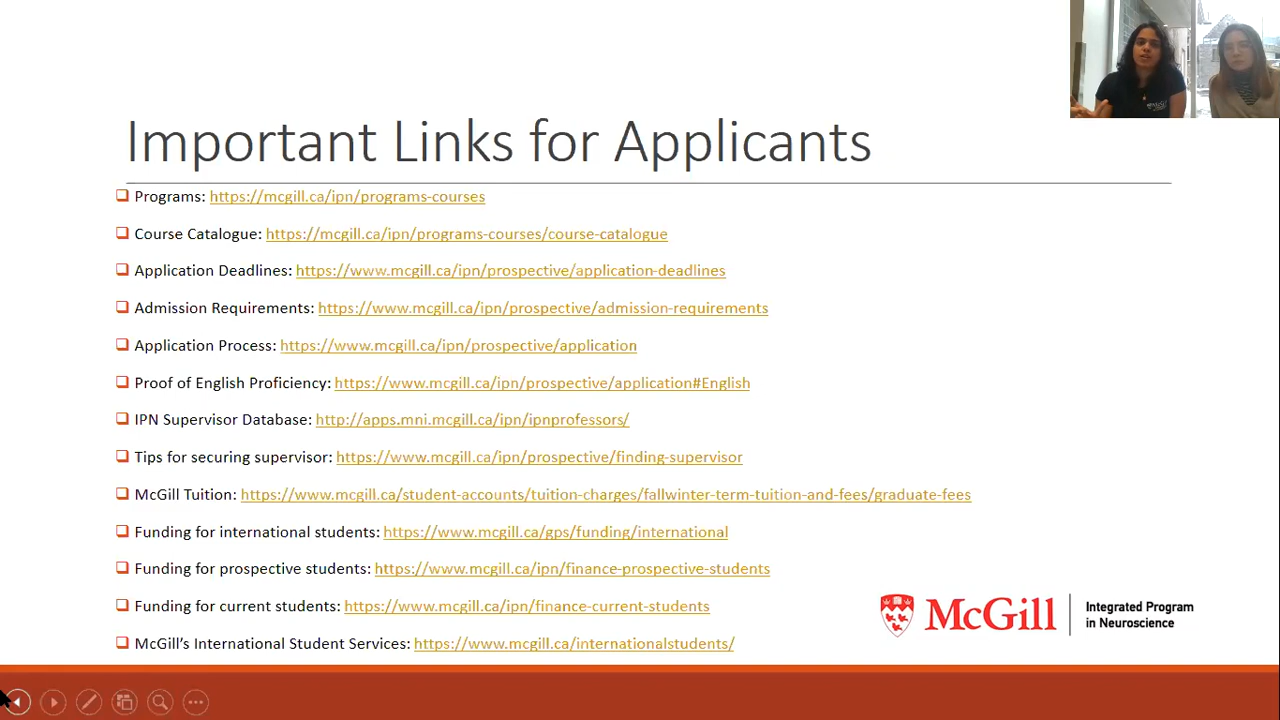 Important Links for Applicants
Programs: https://mcgill.ca/ipn/programs-courses
Course Catalogue: https://mcgill.ca/ipn/programs-courses/course-catalogue
Application Deadlines: https://www.mcgill.ca/ipn/prospective/application-deadlines
Admission Requirements: https://www.mcgill.ca/ipn/prospective/admission-requirements
Application Process: https://www.mcgill.ca/ipn/prospective/application
Proof of English Proficiency: https://www.mcgill.ca/ipn/prospective/application#English
IPN Supervisor Database: http://apps.mni.mcgill.ca/ipn/ipnprofessors/
Tips for securing supervisor: https://www.mcgill.ca/ipn/prospective/finding-supervisor
McGill Tuition: https://www.mcgill.ca/student-accounts/tuition-charges/fallwinter-term-tuition-and-fees/graduate-fees
Funding for international students: https://www.mcgill.ca/gps/funding/international
Funding for prospective students: https://www.mcgill.ca/ipn/finance-prospective-students
Funding for current students: https://www.mcgill.ca/ipn/finance-current-students
McGill's International Student Services: https://www.mcgill.ca/internationalstudents/
McGill
Integrated Program
in Neuroscience